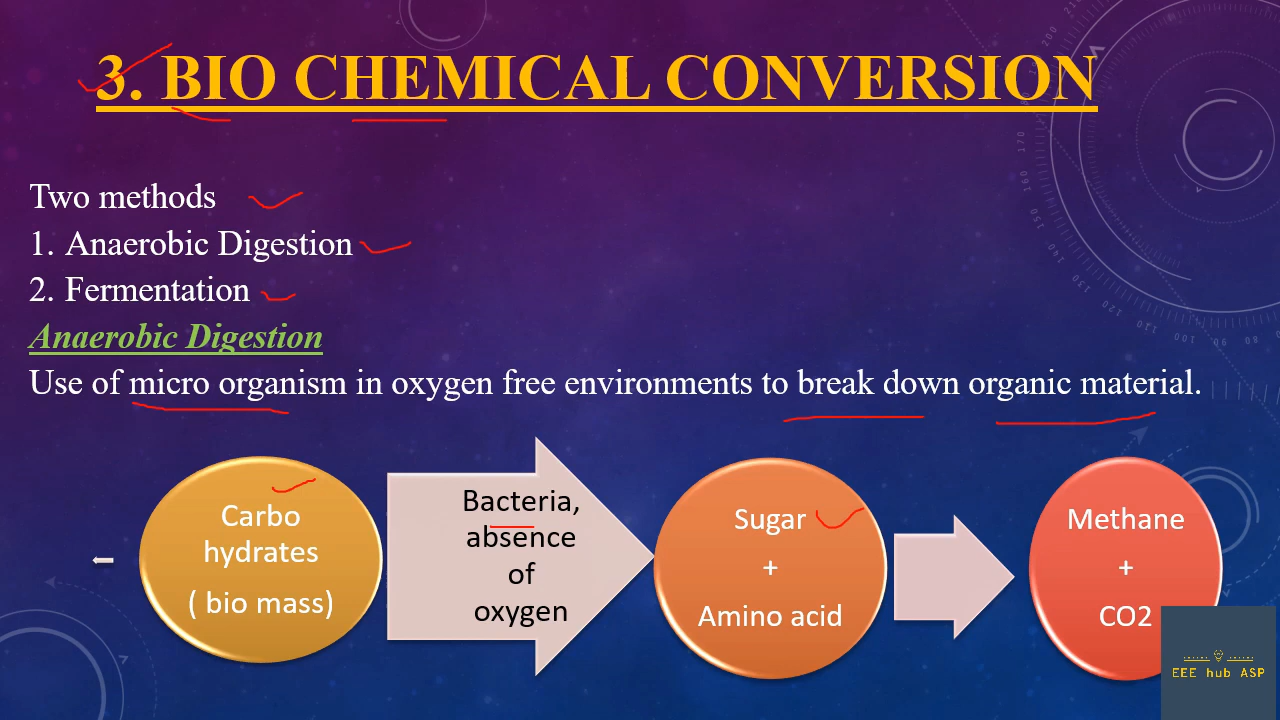 3. BIO CHEMICAL CONVERSION
Two methods
1. Anaerobic Digestion
2. Fermentation
Anaerobic Digestion
Use of micro organism in oxygen free environments to break down organic material.
Carbo
hydrates
( bio mass)
Bacteria,
absence
of
oxygen
Sugar
+
Amino acid
Methane
+
CO2
EEE hub ASP